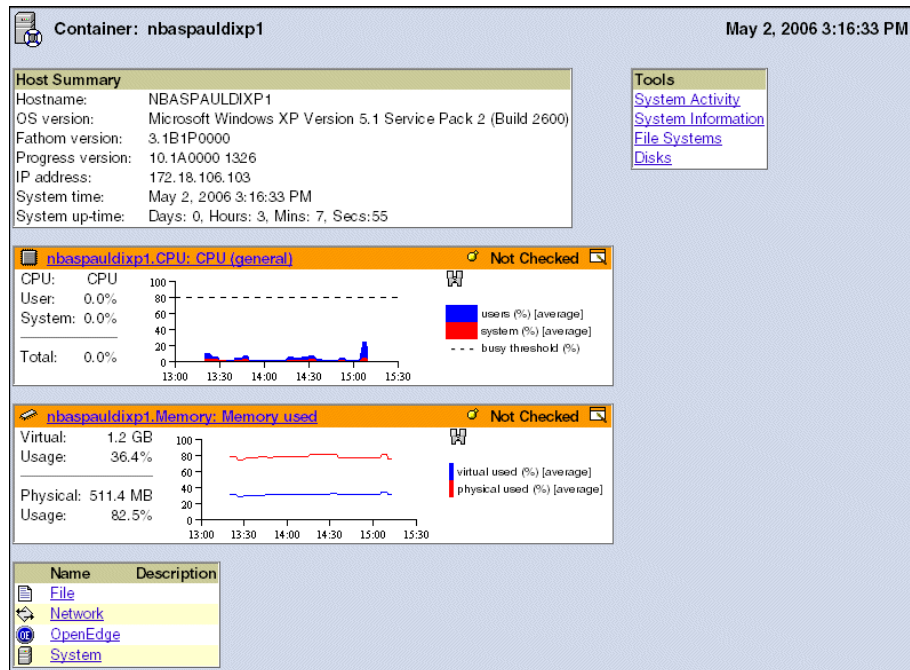 Container: nbaspauldixp1
May 2, 2006 3:16:33 PM
Host Summary
Hostname: NBASPAULDIXP1
OS version: Microsoft Windows XP Version 5.1 Service Pack 2 (Build 2600)
Fathom version: 3.1B1P0000
Progress version: 10.1A0000 1326
IP address: 172.18.106.103
System time: May 2, 2006 3:16:33 PM
System up-time: Days: 0, Hours: 3, Mins: 7, Secs:55
Tools
System Activity
System Information
File Systems
Disks
nbaspauldixp1.CPU: CPU (general)
Not Checked
CPU: CPU
User: 0.0%
System: 0.0%
Total: 0.0%
100
80
60
40
20
0
13:00 13:30 14:00 14:30 15:00 15:30
users (%) [average]
system (%) [average]
busy threshold (%)
nbaspauldixp1.Memory: Memory used
Not Checked
Virtual: 1.2 GB
Usage: 36.4%
Physical: 511.4 MB
Usage: 82.5%
100
80
60
40
20
0
13:00 13:30 14:00 14:30 15:00 15:30
virtual used (%) [average]
physical used (%) [average]
Name Description
File
Network
OE OpenEdge
System